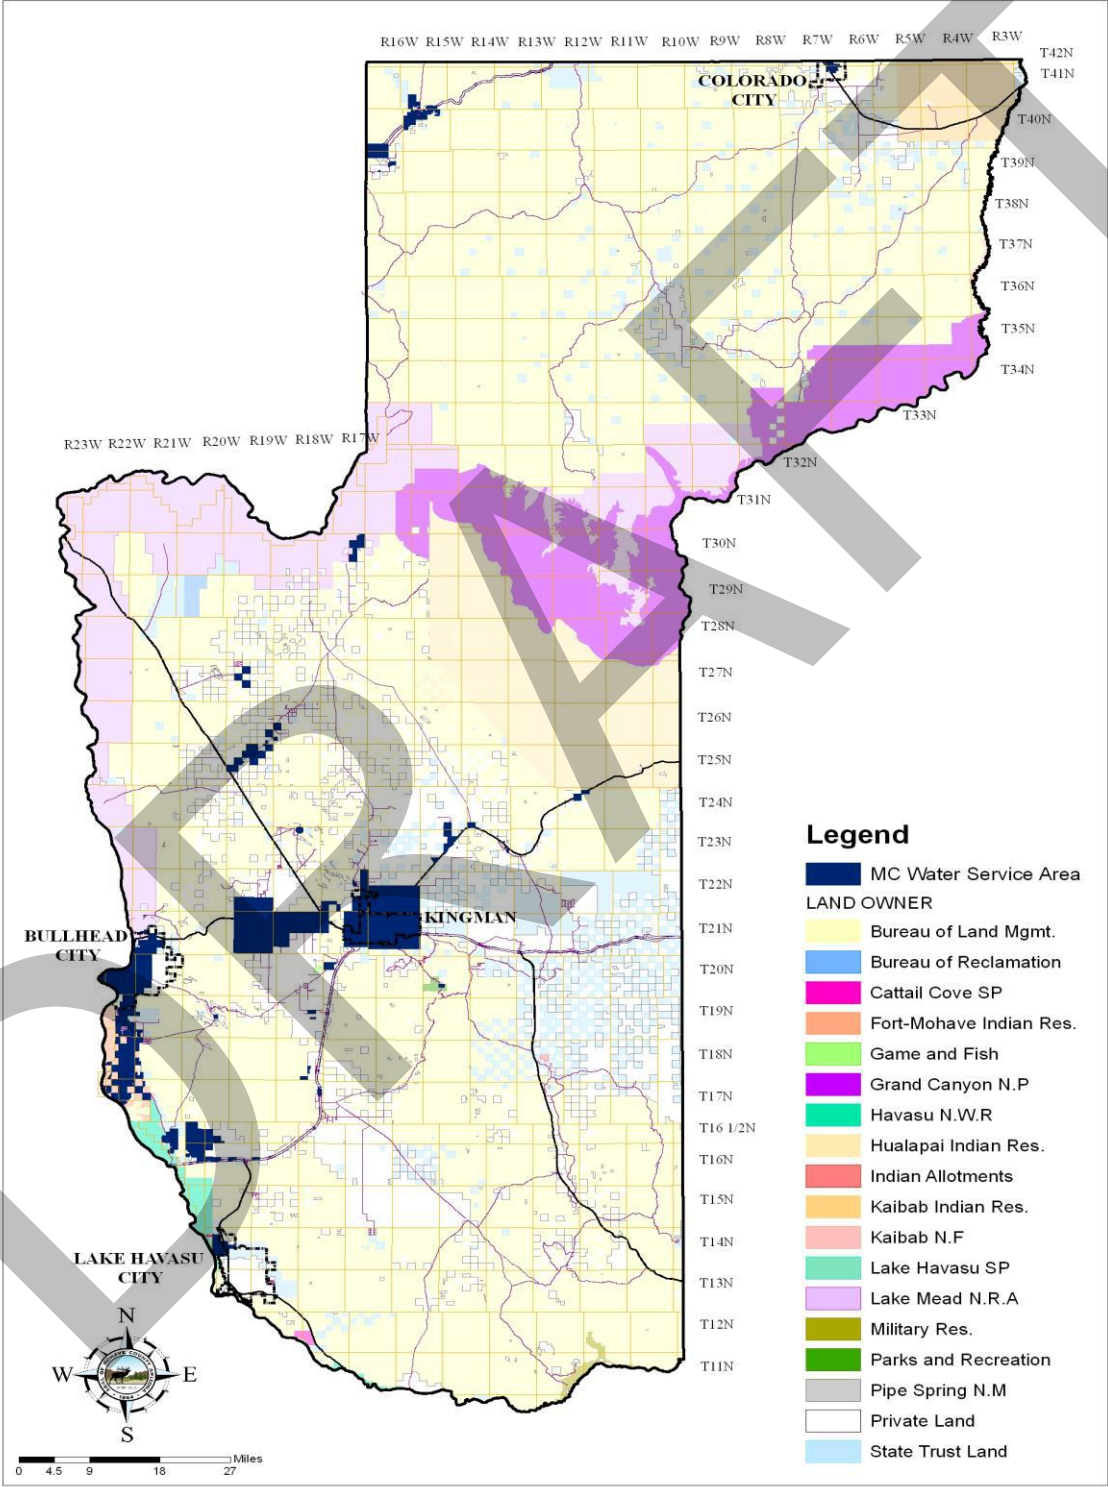 R16W R15W R14W R13W R12W R11W R10W R9W R8W R7W R6W R5W R4W R3W
T42N
T41N
COLORADO
CITY
T40N
T39N
T38N
T37N
T36N
T35N
T34N
T33N
R23W R22W R21W R20W R19W R18W R17W
T32N
T31N
T30N
T29N
T28N
T27N
T26N
T25N
T24N
T23N
T22N
KINGMAN
T21N
BULLHEAD
CITY
T20N
T19N
T18N
T17N
T16 1/2N
T16N
T15N
T14N
LAKE HAVASU
CITY
T13N
T12N
T11N
DRAFT
Legend
MC Water Service Area
LAND OWNER
Bureau of Land Mgmt.
Bureau of Reclamation
Cattail Cove SP
Fort-Mohave Indian Res.
Game and Fish
Grand Canyon N.P
Havasu N.W.R
Hualapai Indian Res.
Indian Allotments
Kaibab Indian Res.
Kaibab N.F
Lake Havasu SP
Lake Mead N.R.A
Military Res.
Parks and Recreation
Pipe Spring N.M
Private Land
State Trust Land
N
W E
S
Miles
0 4.5 9 18 27